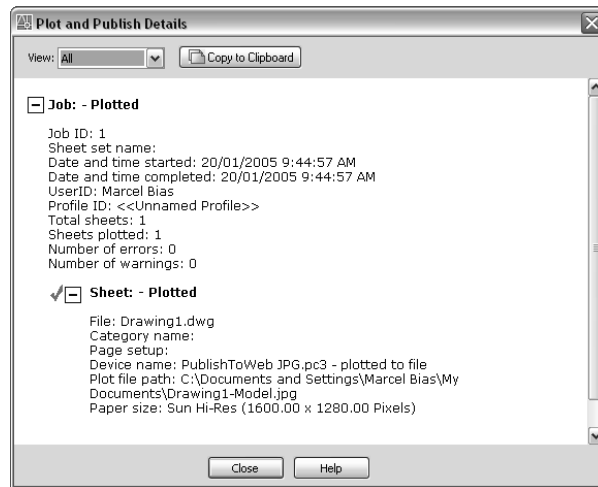 Plot and Publish Details
View: All Copy to Clipboard
Job: - Plotted
Job ID: 1
Sheet set name:
Date and time started: 20/01/2005 9:44:57 AM
Date and time completed: 20/01/2005 9:44:57 AM
UserID: Marcel Bias
Profile ID: <<Unnamed Profile>>
Total sheets: 1
Sheets plotted: 1
Number of errors: 0
Number of warnings: 0
Sheet: - Plotted
File: Drawing1.dwg
Category name:
Page setup:
Device name: PublishToWeb JPG.pc3 - plotted to file
Plot file path: C:\Documents and Settings\Marcel Bias\My
Documents\Drawing1-Model.jpg
Paper size: Sun Hi-Res (1600.00 x 1280.00 Pixels)
Close Help